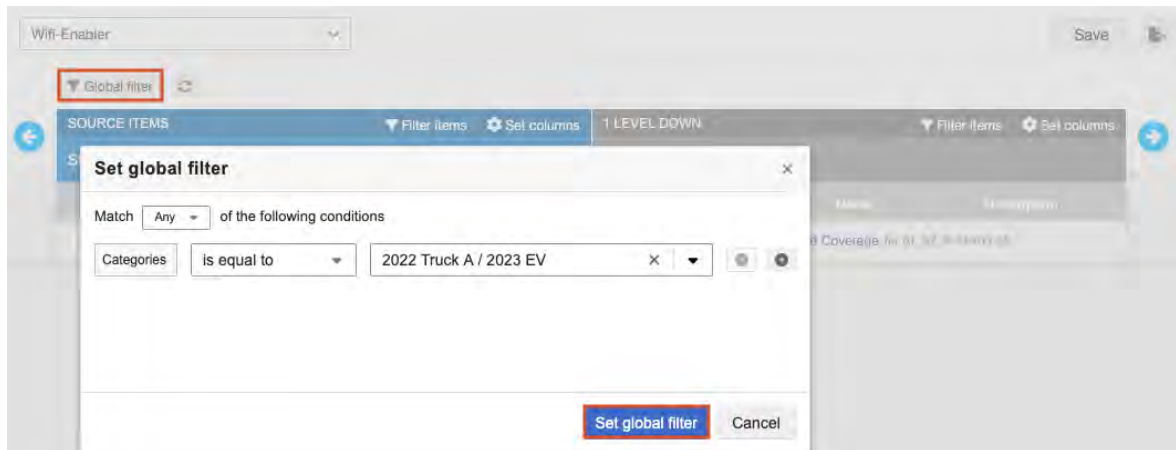 Wifi-Enabler
Save
Global filter
SOURCE ITEMS
Filter items
Set columns
1 LEVEL DOWN
Filter items
Set columns
S
Set global filter
Name
Match Any of the following conditions
Coverage
Categories is equal to 2022 Truck A / 2023 EV
Set global filter Cancel